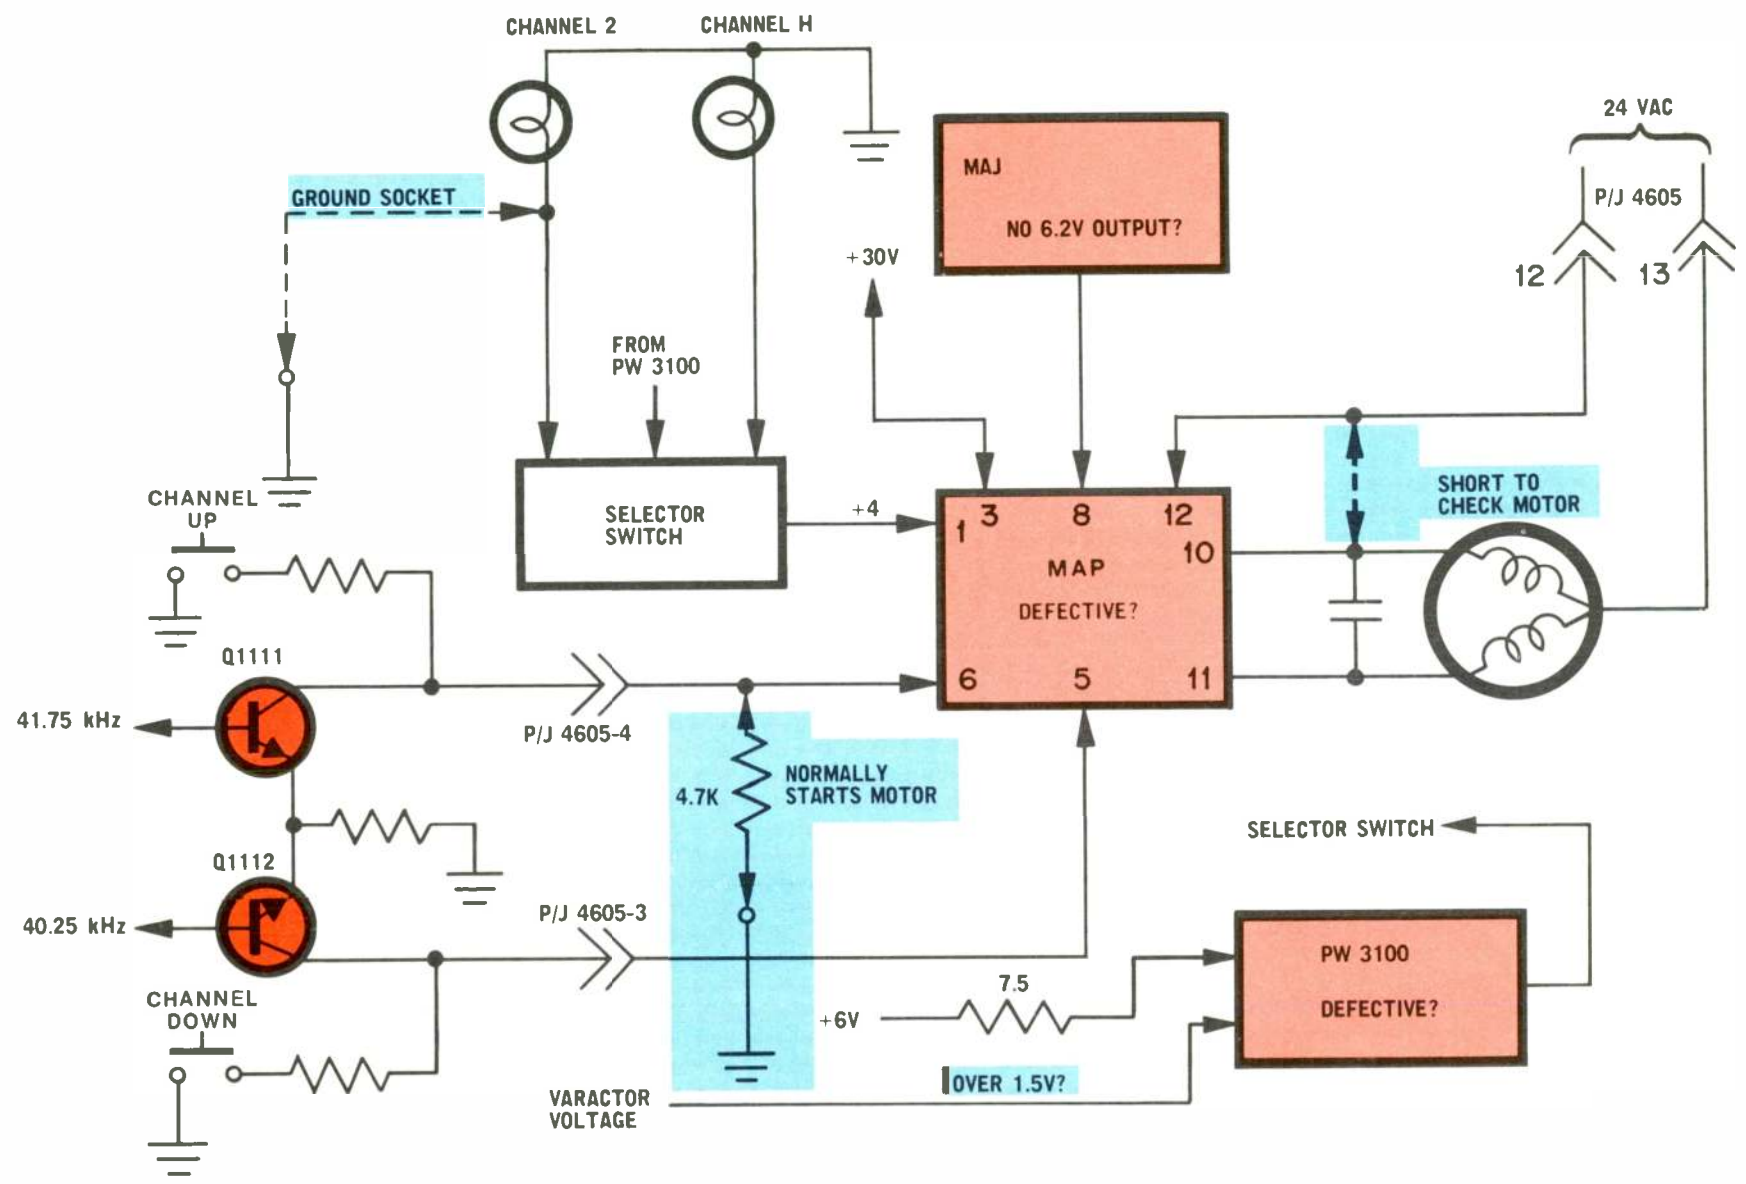 CHANNEL 2
CHANNEL H
24 VAC
P/J 4605
12
13
GROUND SOCKET
MAJ
NO 6.2V OUTPUT?
+30V
FROM
PW 3100
SELECTOR
SWITCH
+4
1
3
8
12
10
MAP
DEFECTIVE?
6
5
11
SHORT TO
CHECK MOTOR
CHANNEL
UP
Q1111
41.75 kHz
P/J 4605-4
4.7K
NORMALLY
STARTS MOTOR
Q1112
40.25 kHz
P/J 4605-3
CHANNEL
DOWN
SELECTOR SWITCH
PW 3100
DEFECTIVE?
7.5
+6V
OVER 1.5V?
VARACTOR
VOLTAGE